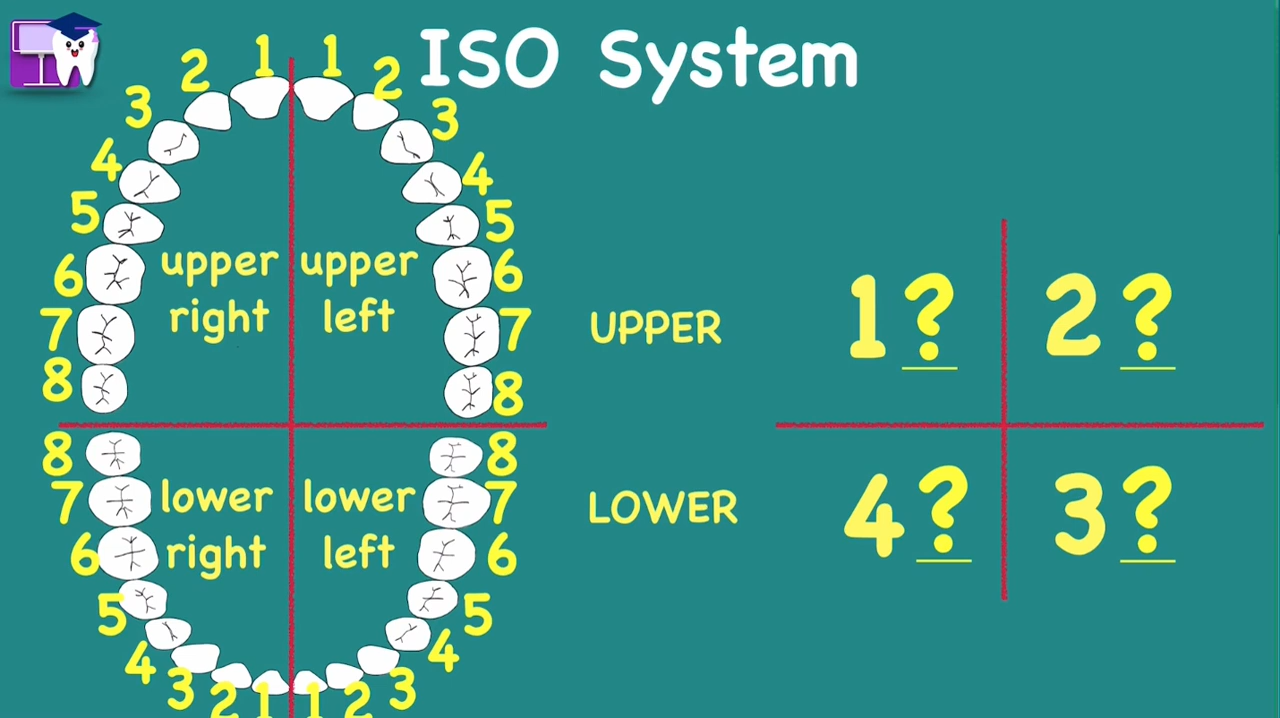 ISO System
1 1
2 2
3 3
4 4
5 5
upper right
upper left
6 6
7 7
8 8
8 8
7 7
lower right
lower left
6 6
5 5
4 4
3 3
2 1 1 2
UPPER
1? 2?
LOWER
4? 3?